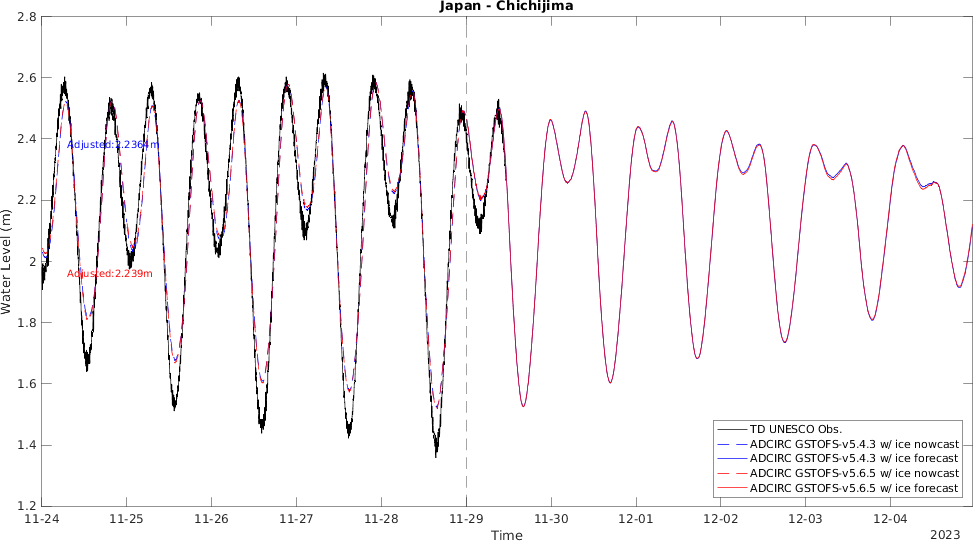 Japan - Chichijima
2.8
2.6
2.4
2.2
2
1.8
1.6
1.4
1.2
Water Level (m)
Adjusted:2.2364m
Adjusted:2.239m
TD UNESCO Obs.
ADCIRC GSTOFS-v5.4.3 w/ ice nowcast
ADCIRC GSTOFS-v5.4.3 w/ ice forecast
ADCIRC GSTOFS-v5.6.5 w/ ice nowcast
ADCIRC GSTOFS-v5.6.5 w/ ice forecast
11-24 11-25 11-26 11-27 11-28 11-29 11-30 12-01 12-02 12-03 12-04
Time
2023